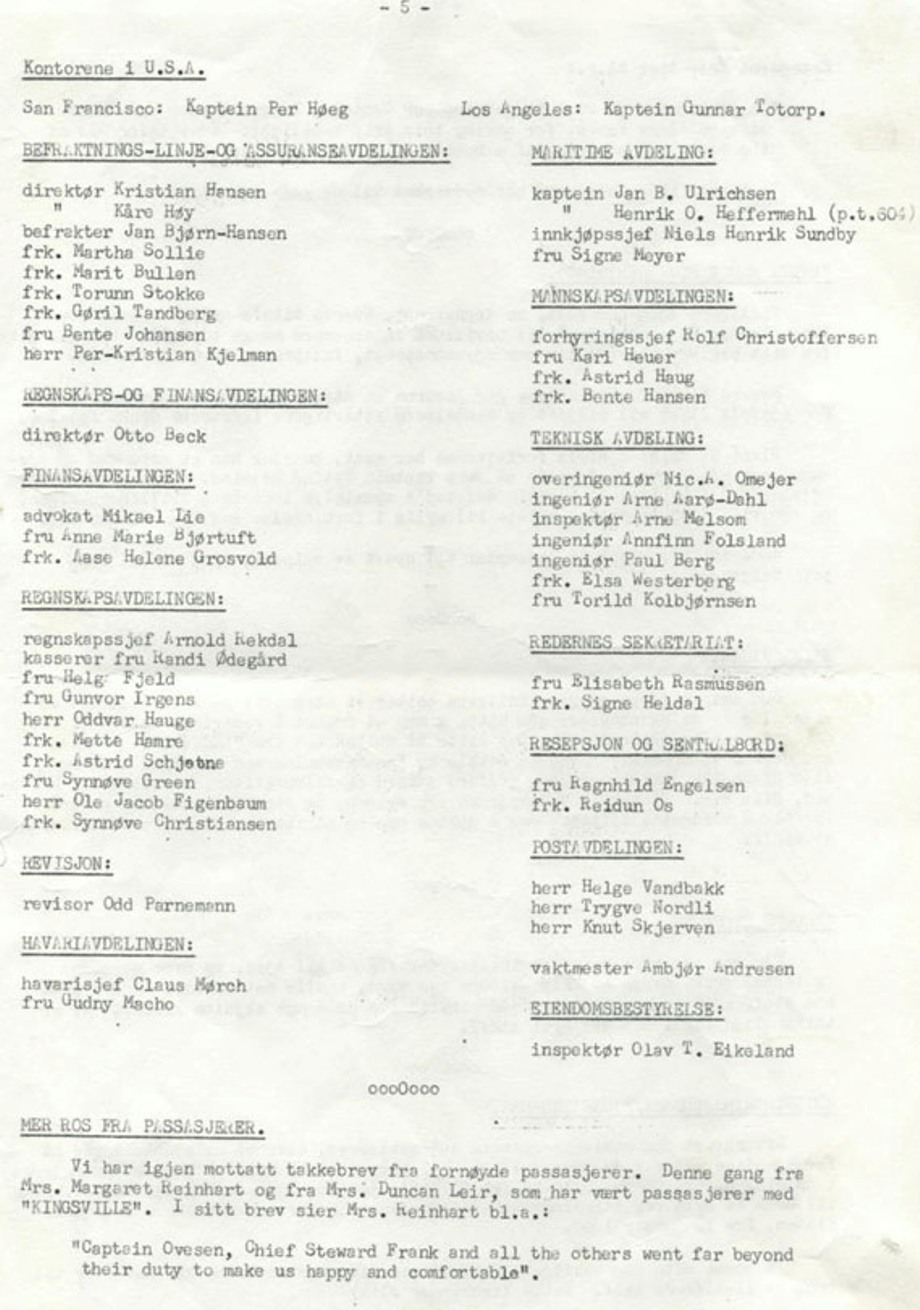 - 5 -
Kontorene i U.S.A.
San Francisco: Kaptein Per Høeg
Los Angeles: Kaptein Gunnar Totorp.
BEFRAKTNINGS-LINJE-OG ASSURANSEAVDELINGEN:
direktør Kristian Hansen
" Kåre Høy
befrakter Jan Bjørn-Hansen
frk. Martha Sollie
frk. Marit Bullen
frk. Torunn Stokke
frk. Gøril Tandberg
fru Bente Johansen
herr Per-Kristian Kjelman
REGNSKAPS-OG FINANSAVDELINGEN:
direktør Otto Beck
FINANSAVDELINGEN:
advokat Mikael Lie
fru Anne Marie Bjørtuft
frk. Aase Helene Grosvold
REGNSKAPSAVDELINGEN:
regnskapssjef Arnold Rekdal
kasserer fru Randi Ødegård
fru Helg Fjeld
fru Gunvor Irgens
herr Oddvar Hauge
frk. Mette Hamre
frk. Astrid Schjetne
fru Synnøve Green
herr Ole Jacob Figenbaum
frk. Synnøve Christiansen
REVISJON:
revisor Odd Parnemann
HAVARIAVDELINGEN:
havarisjef Claus Mørch
fru Gudny Macho
MARITIME AVDELING:
kaptein Jan B. Ulrichsen
" Henrik O. Heffermehl (p.t.604)
innkjøpssjef Niels Henrik Sundby
fru Signe Meyer
MANNSKAPSAVDELINGEN:
forhyringssjef Rolf Christoffersen
fru Kari Heuer
frk. Astrid Haug
frk. Bente Hansen
TEKNISK AVDELING:
overingeniør Nic.A. Omejer
ingeniør Arne Aarø-Dahl
inspektør Arne Melsom
ingeniør Annfinn Folsland
ingeniør Paul Berg
frk. Elsa Westerberg
fru Torild Kolbjørnsen
REDERNES SEKRETARIAT:
fru Elisabeth Rasmussen
frk. Signe Heldal
RESEPSJON OG SENTRALBORD:
fru Ragnhild Engelsen
frk. Reidun Os
POSTAVDELINGEN:
herr Helge Vandbakk
herr Trygve Nordli
herr Knut Skjerven
vaktmester Ambjør Andresen
EIENDOMSBESTYRELSE:
inspektør Olav T. Eikeland
oooOooo
MER ROS FRA PASSASJERER.
Vi har igjen mottatt takkebrev fra fornøyde passasjerer. Denne gang fra
Mrs. Margaret Reinhart og fra Mrs. Duncan Leir, som har vært passasjerer med
"KINGSVILLE". I sitt brev sier Mrs. Reinhart bl.a.:
"Captain Ovesen, Chief Steward Frank and all the others went far beyond
their duty to make us happy and comfortable".